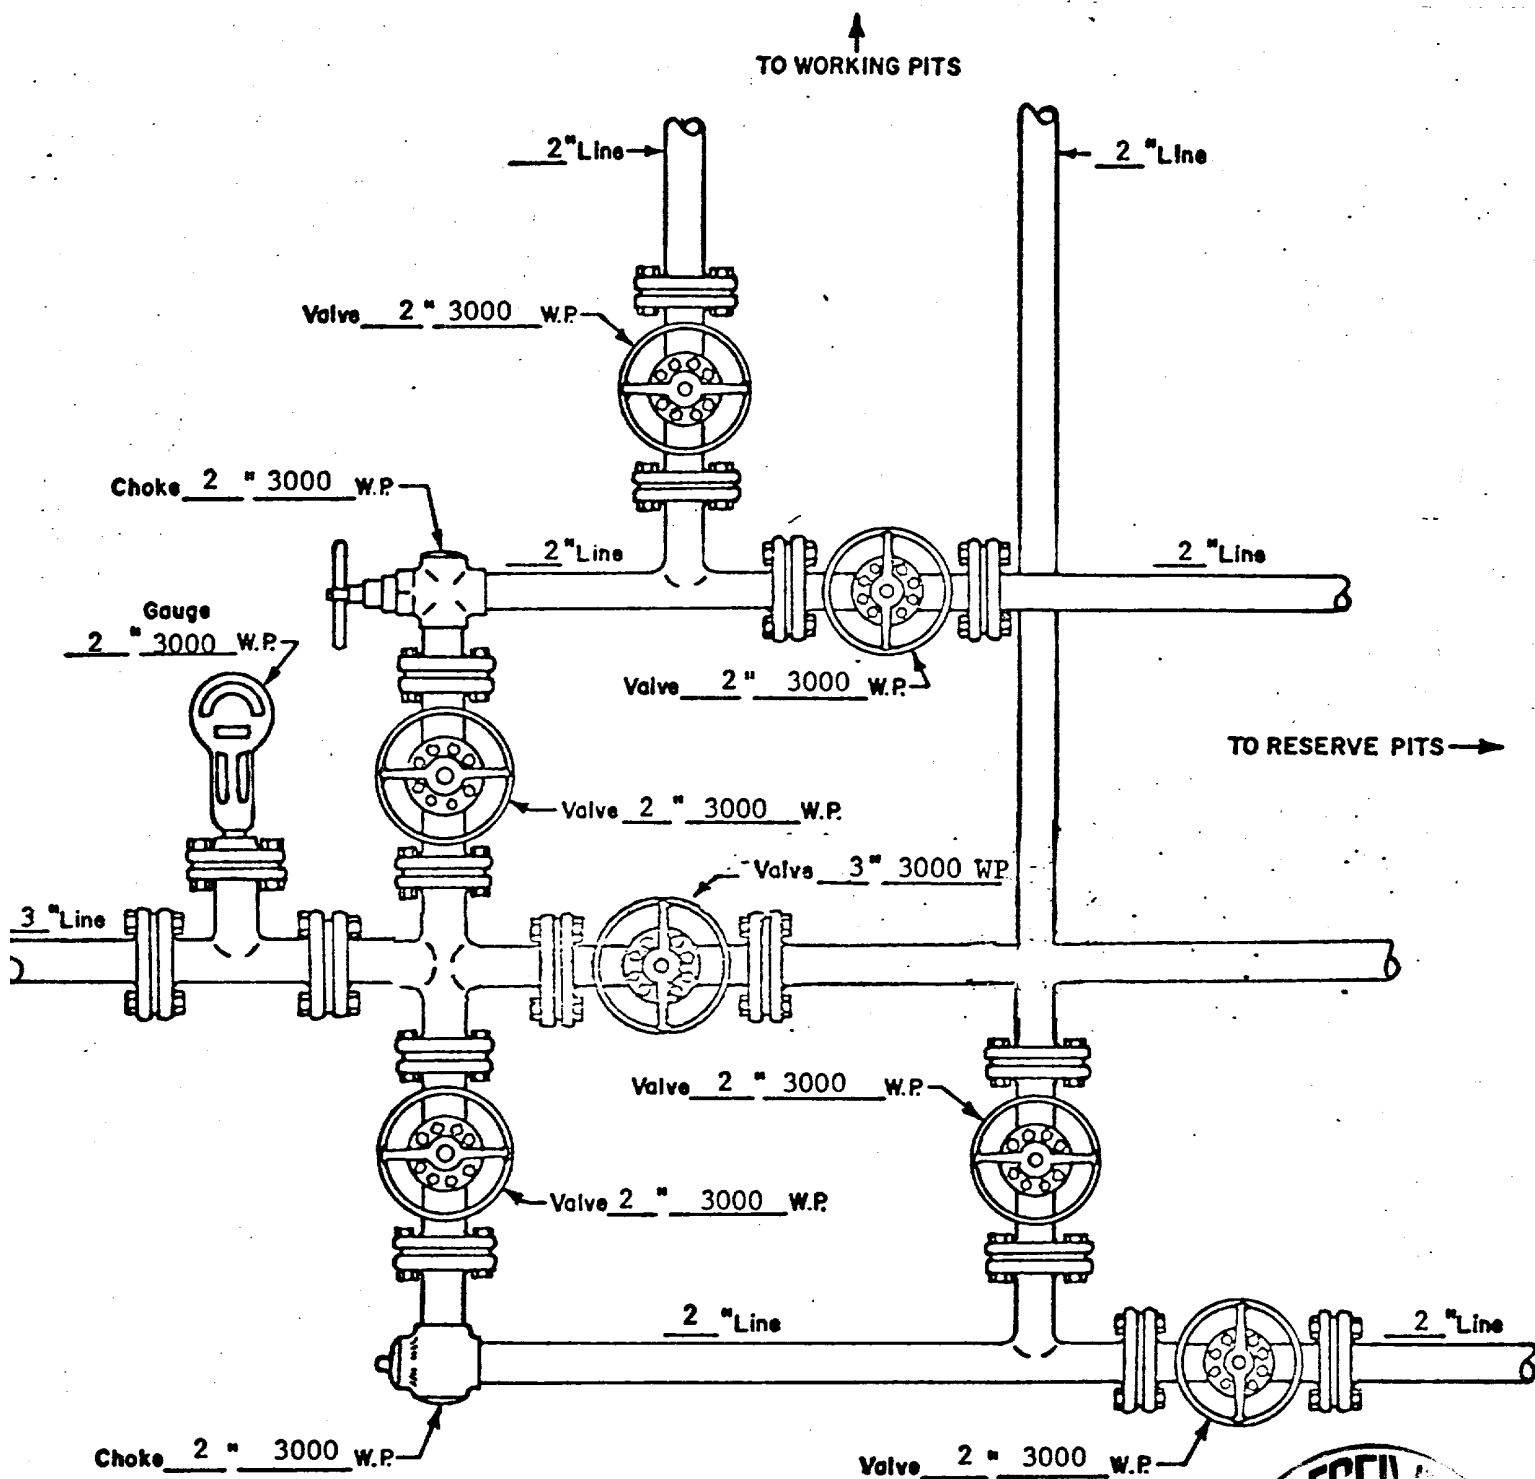 TO WORKING PITS
2 "Line
2 "Line
Valve 2 " 3000 W.P.
Choke 2 " 3000 W.P.
2 "Line
2 "Line
Gauge
2 " 3000 W.P.
Valve 2 " 3000 W.P.
TO RESERVE PITS
Valve 2 " 3000 W.P.
Valve 3" 3000 WP
3 "Line
Valve 2 " 3000 W.P.
Valve 2 " 3000 W.P.
2 "Line
2 "Line
Choke 2 " 3000 W.P.
Valve 2 " 3000 W.P.